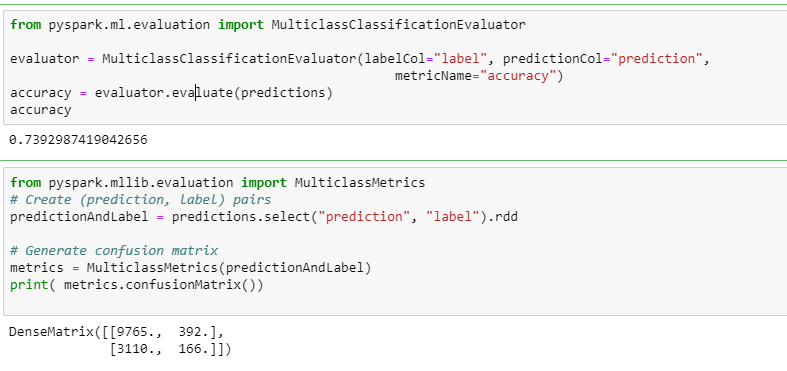 from pyspark.ml.evaluation import MulticlassClassificationEvaluator
evaluator = MulticlassClassificationEvaluator(labelCol="label", predictionCol="prediction",
metricName="accuracy")
accuracy = evaluator.evaluate(predictions)
accuracy
0.7392987419042656
from pyspark.mllib.evaluation import MulticlassMetrics
# Create (prediction, label) pairs
predictionAndLabel = predictions.select("prediction", "label").rdd
# Generate confusion matrix
metrics = MulticlassMetrics(predictionAndLabel)
print( metrics.confusionMatrix())
DenseMatrix([[9765., 392.],
[3110., 166.]])